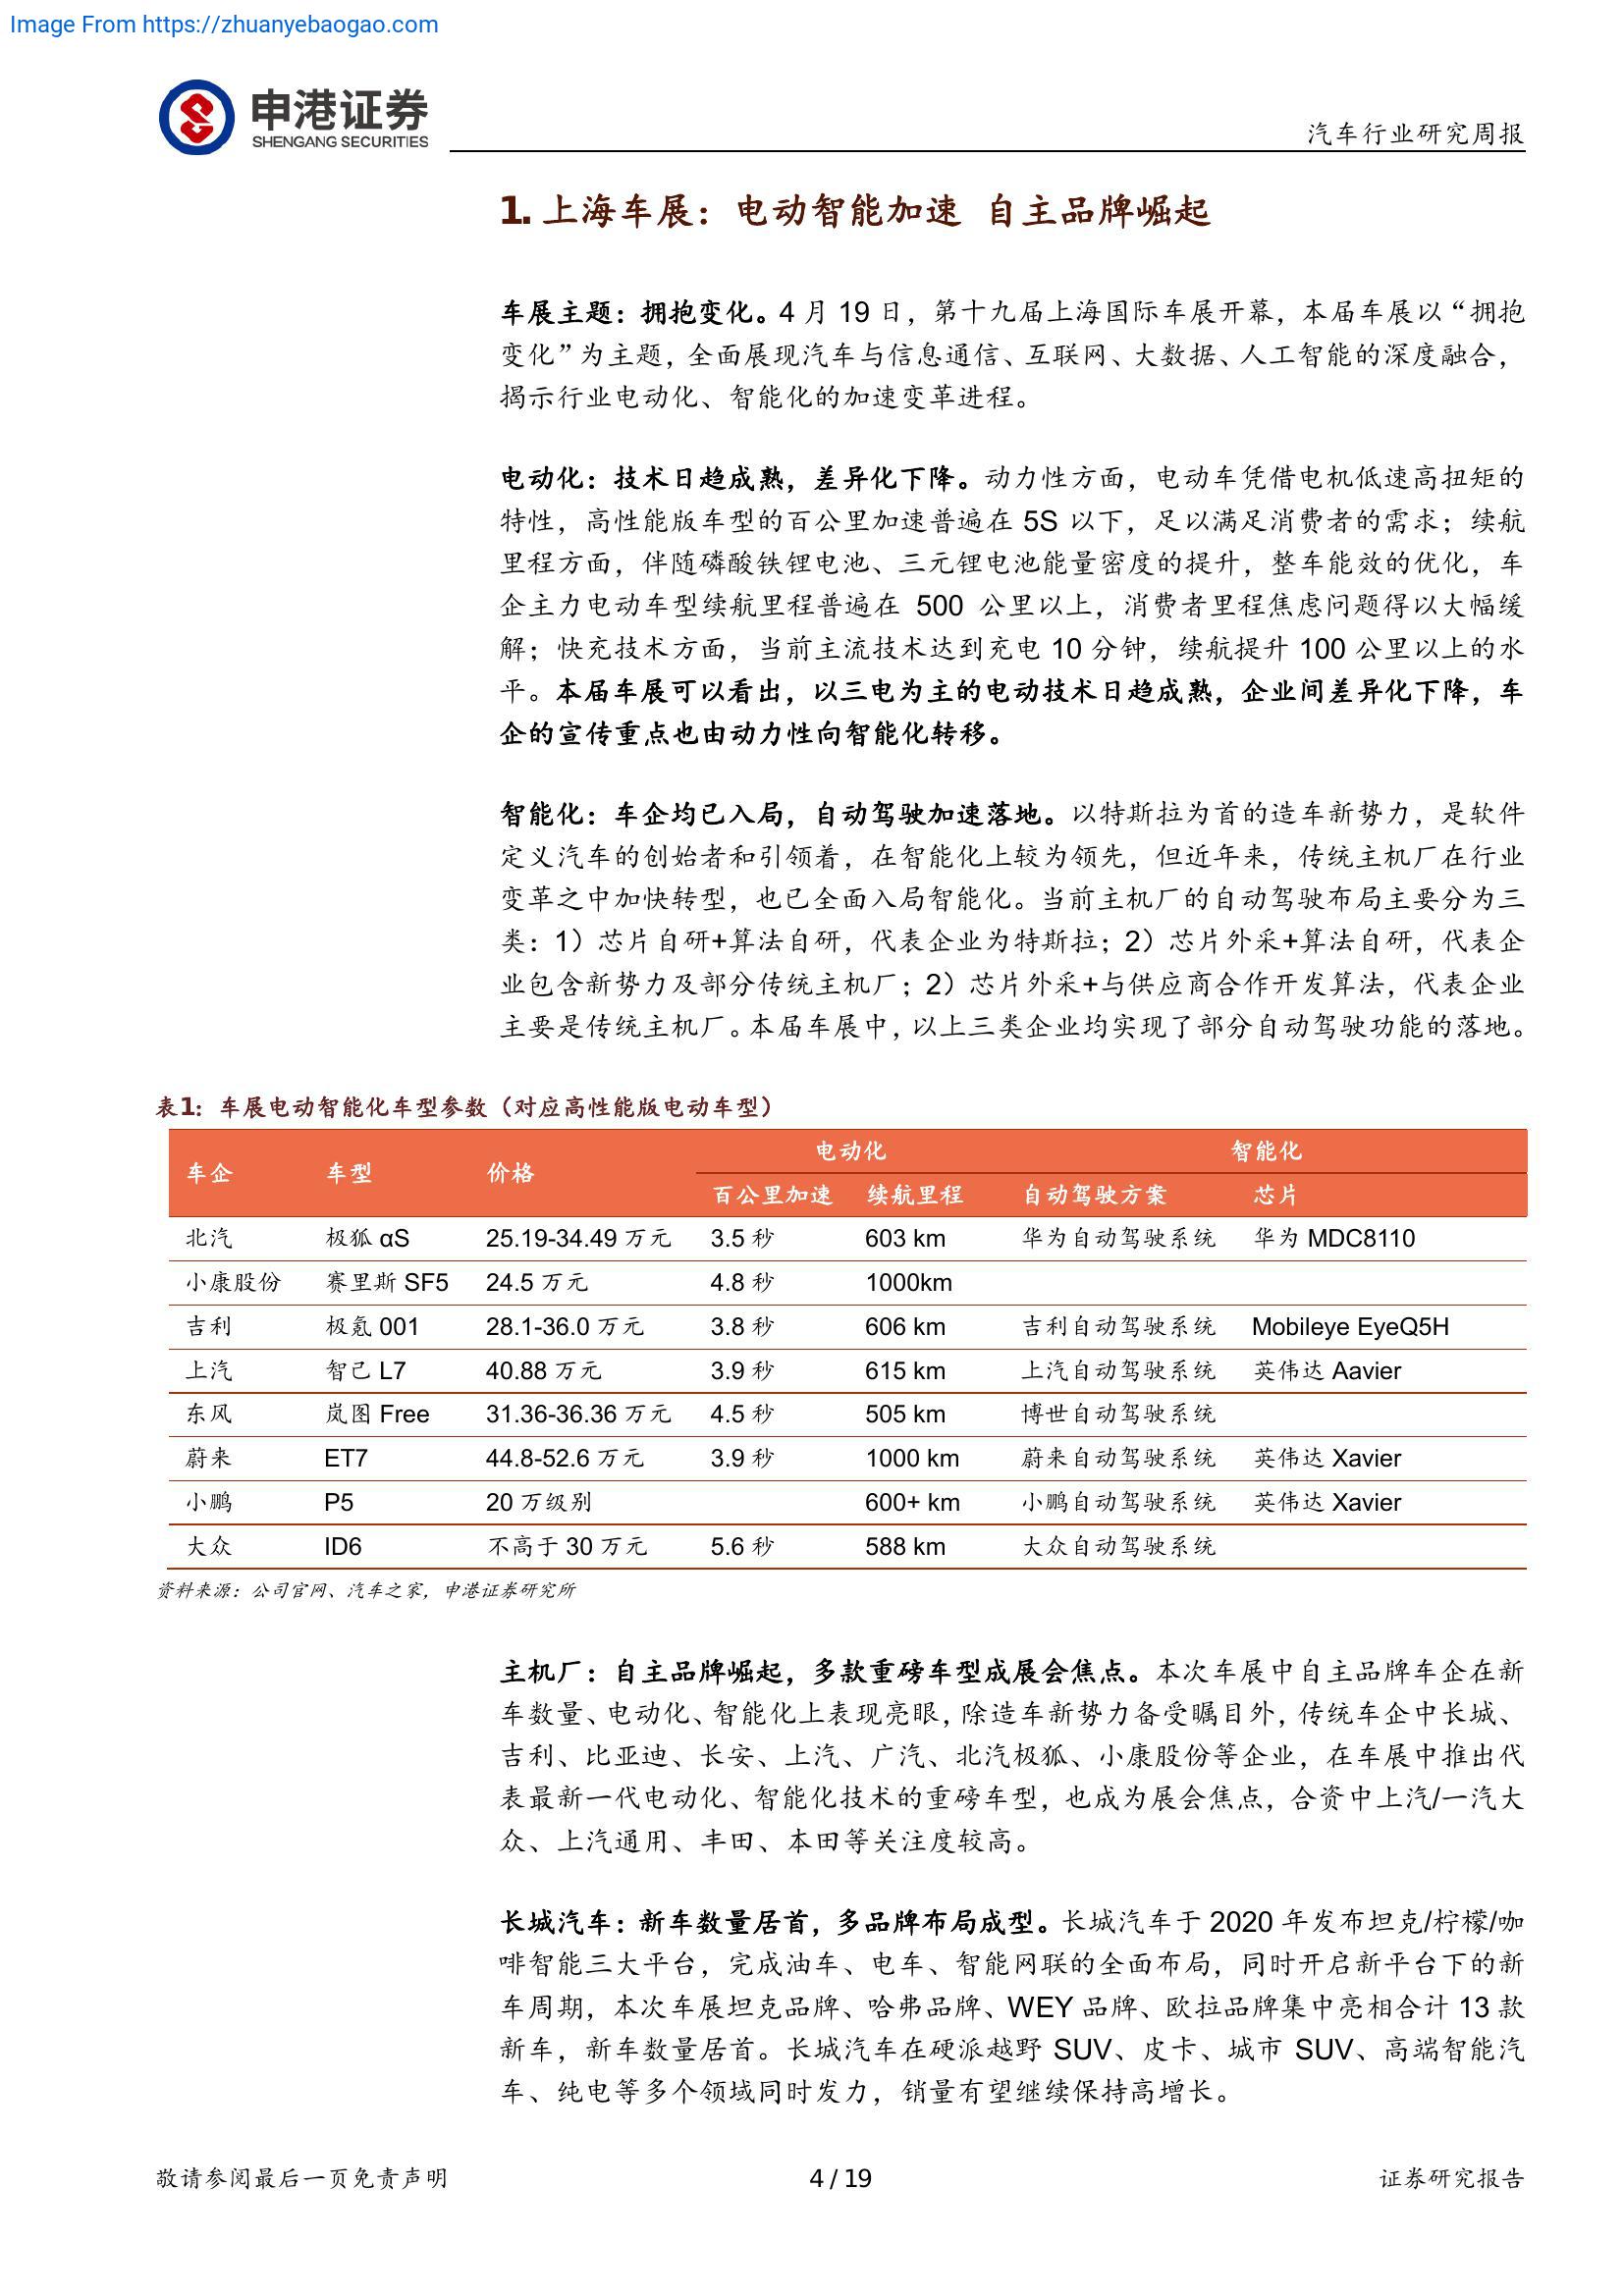 Image From https://zhuanyebaogao.com
申港证券
SHENGANG SECURITIES
汽车行业研究周报
1. 上海车展：电动智能加速 自主品牌崛起
车展主题：拥抱变化。4 月 19 日，第十九届上海国际车展开幕，本届车展以“拥抱
变化”为主题，全面展现汽车与信息通信、互联网、大数据、人工智能的深度融合，
揭示行业电动化、智能化的加速变革进程。
电动化：技术日趋成熟，差异化下降。动力性方面，电动车凭借电机低速高扭矩的
特性，高性能版车型的百公里加速普遍在 5S 以下，足以满足消费者的需求；续航
里程方面，伴随磷酸铁锂电池、三元锂电池能量密度的提升，整车能效的优化，车
企主力电动车型续航里程普遍在 500 公里以上，消费者里程焦虑问题得以大幅缓
解；快充技术方面，当前主流技术达到充电 10 分钟，续航提升 100 公里以上的水
平。本届车展可以看出，以三电为主的电动技术日趋成熟，企业间差异化下降，车
企的宣传重点也由动力性向智能化转移。
智能化：车企均已入局，自动驾驶加速落地。以特斯拉为首的造车新势力，是软件
定义汽车的创始者和引领着，在智能化上较为领先，但近年来，传统主机厂在行业
变革之中加快转型，也已全面入局智能化。当前主机厂的自动驾驶布局主要分为三
类：1）芯片自研+算法自研，代表企业为特斯拉；2）芯片外采+算法自研，代表企
业包含新势力及部分传统主机厂；2）芯片外采+与供应商合作开发算法，代表企业
主要是传统主机厂。本届车展中，以上三类企业均实现了部分自动驾驶功能的落地。
表1：车展电动智能化车型参数（对应高性能版电动车型）
车企 车型 价格 电动化 智能化
百公里加速 续航里程 自动驾驶方案 芯片
北汽 极狐 αS 25.19-34.49 万元 3.5 秒 603 km 华为自动驾驶系统 华为 MDC8110
小康股份 赛里斯 SF5 24.5 万元 4.8 秒 1000km
吉利 极氪 001 28.1-36.0 万元 3.8 秒 606 km 吉利自动驾驶系统 Mobileye EyeQ5H
上汽 智己 L7 40.88 万元 3.9 秒 615 km 上汽自动驾驶系统 英伟达 Aavier
东风 岚图 Free 31.36-36.36 万元 4.5 秒 505 km 博世自动驾驶系统
蔚来 ET7 44.8-52.6 万元 3.9 秒 1000 km 蔚来自动驾驶系统 英伟达 Xavier
小鹏 P5 20 万级别 600+ km 小鹏自动驾驶系统 英伟达 Xavier
大众 ID6 不高于 30 万元 5.6 秒 588 km 大众自动驾驶系统
资料来源：公司官网、汽车之家，申港证券研究所
主机厂：自主品牌崛起，多款重磅车型成展会焦点。本次车展中自主品牌车企在新
车数量、电动化、智能化上表现亮眼，除造车新势力备受瞩目外，传统车企中长城、
吉利、比亚迪、长安、上汽、广汽、北汽极狐、小康股份等企业，在车展中推出代
表最新一代电动化、智能化技术的重磅车型，也成为展会焦点，合资中上汽/一汽大
众、上汽通用、丰田、本田等关注度较高。
长城汽车：新车数量居首，多品牌布局成型。长城汽车于 2020 年发布坦克/柠檬/咖
啡智能三大平台，完成油车、电车、智能网联的全面布局，同时开启新平台下的新
车周期，本次车展坦克品牌、哈弗品牌、WEY 品牌、欧拉品牌集中亮相合计 13 款
新车，新车数量居首。长城汽车在硬派越野 SUV、皮卡、城市 SUV、高端智能汽
车、纯电等多个领域同时发力，销量有望继续保持高增长。
敬请参阅最后一页免责声明 4 / 19 证券研究报告